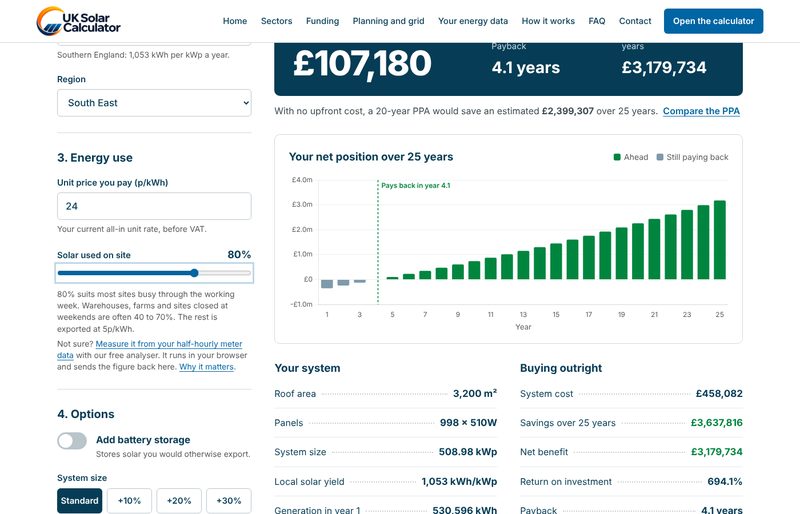 UK Solar
Calculator
Home
Sectors
Funding
Planning and grid
Your energy data
How it works
FAQ
Contact
Open the calculator
Southern England: 1,053 kWh per kWp a year.
Region
South East
3. Energy use
Unit price you pay (p/kWh)
24
Your current all-in unit rate, before VAT.
Solar used on site
80%
80% suits most sites busy through the working
week. Warehouses, farms and sites closed at
weekends are often 40 to 70%. The rest is
exported at 5p/kWh.
Not sure? Measure it from your half-hourly meter
data with our free analyser. It runs in your browser
and sends the figure back here. Why it matters.
4. Options
Add battery storage
Stores solar you would otherwise export.
System size
Standard
+10%
+20%
+30%
£107,180
Payback
4.1 years
years
£3,179,734
With no upfront cost, a 20-year PPA would save an estimated £2,399,307 over 25 years. Compare the PPA
Your net position over 25 years
Ahead
Still paying back
£4.0m
£3.0m
£2.0m
£1.0m
£0
-£1.0m
Pays back in year 4.1
1
3
5
7
9
11
13
15
17
19
21
23
25
Year
Your system
Roof area 3,200 m²
Panels 998 × 510W
System size 508.98 kWp
Local solar yield 1,053 kWh/kWp
Generation in year 1 530,596 kWh
Buying outright
System cost £458,082
Savings over 25 years £3,637,816
Net benefit £3,179,734
Return on investment 694.1%
Payback 4.1 years